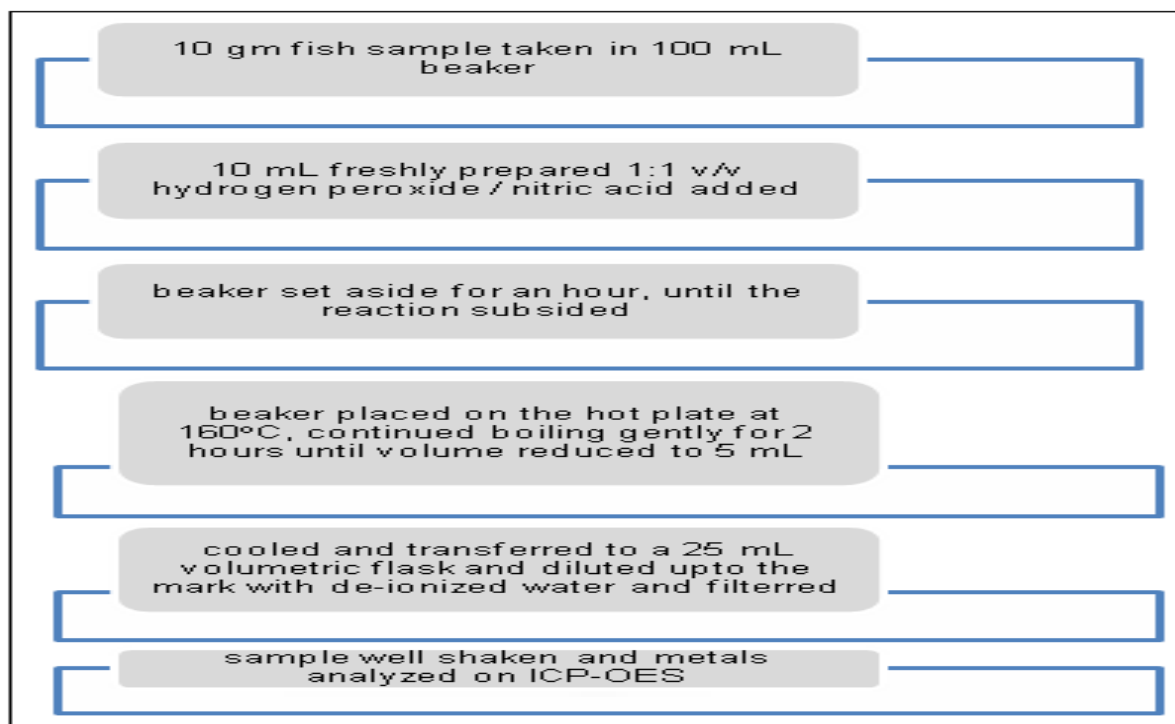 10 gm fish sample taken in 100 mL
beaker
10 mL freshly prepared 1:1 v/v
hydrogen peroxide / nitric acid added
beaker set aside for an hour, until the
reaction subsided
beaker placed on the hot plate at
160ºC, continued boiling gently for 2
hours until volume reduced to 5 mL
cooled and transferred to a 25 mL
volumetric flask and diluted upto the
mark with de-ionized water and filterred
sample well shaken and metals
analyzed on ICP-OES